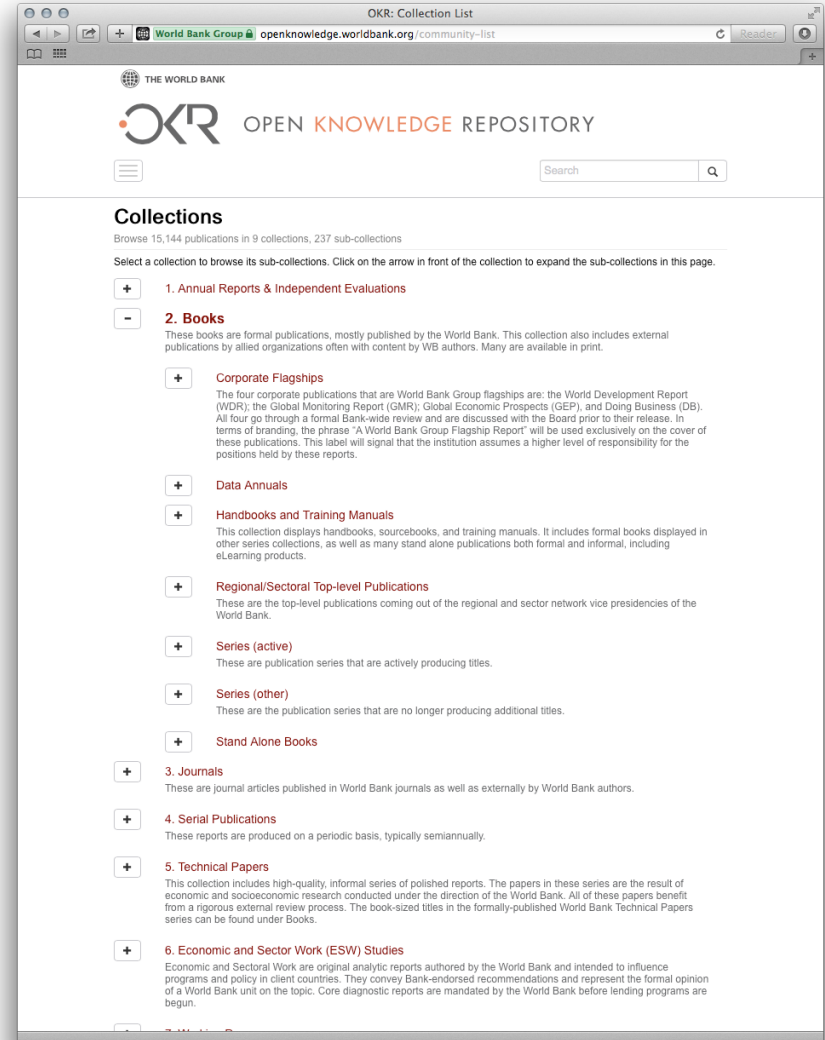 OKR: Collection List
World Bank Group openknowledge.worldbank.org/community-list
Reader
THE WORLD BANK
OKR OPEN KNOWLEDGE REPOSITORY
Search
Collections
Browse 15,144 publications in 9 collections, 237 sub-collections
Select a collection to browse its sub-collections. Click on the arrow in front of the collection to expand the sub-collections in this page.
+ 1. Annual Reports & Independent Evaluations
- 2. Books
These books are formal publications, mostly published by the World Bank. This collection also includes external
publications by allied organizations often with content by WB authors. Many are available in print.
+ Corporate Flagships
The four corporate publications that are World Bank Group flagships are: the World Development Report
(WDR); the Global Monitoring Report (GMR); Global Economic Prospects (GEP), and Doing Business (DB).
All four go through a formal Bank-wide review and are discussed with the Board prior to their release. In
terms of branding, the phrase “A World Bank Group Flagship Report” will be used exclusively on the cover of
these publications. This label will signal that the institution assumes a higher level of responsibility for the
positions held by these reports.
+ Data Annuals
+ Handbooks and Training Manuals
This collection displays handbooks, sourcebooks, and training manuals. It includes formal books displayed in
other series collections, as well as many stand alone publications both formal and informal, including
eLearning products.
+ Regional/Sectoral Top-level Publications
These are the top-level publications coming out of the regional and sector network vice presidencies of the
World Bank.
+ Series (active)
These are publication series that are actively producing titles.
+ Series (other)
These are the publication series that are no longer producing additional titles.
+ Stand Alone Books
+ 3. Journals
These are journal articles published in World Bank journals as well as externally by World Bank authors.
+ 4. Serial Publications
These reports are produced on a periodic basis, typically semiannually.
+ 5. Technical Papers
This collection includes high-quality, informal series of polished reports. The papers in these series are the result of
economic and socioeconomic research conducted under the direction of the World Bank. All of these papers benefit
from a rigorous external review process. The book-sized titles in the formally-published World Bank Technical Papers
series can be found under Books.
+ 6. Economic and Sector Work (ESW) Studies
Economic and Sectoral Work are original analytic reports authored by the World Bank and intended to influence
programs and policy in client countries. They convey Bank-endorsed recommendations and represent the formal opinion
of a World Bank unit on the topic. Core diagnostic reports are mandated by the World Bank before lending programs are
begun.